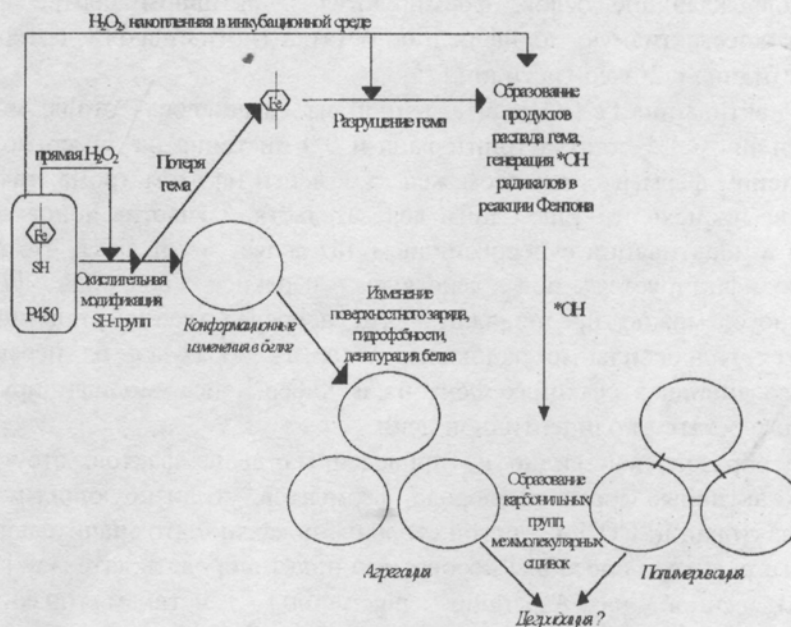 H₂O₂, накопленная в инкубационной среде
Fe
Разрушение гема
Образование
продуктов
распада гема,
генерация *OH
радикалов в
реакции Фентона
прямая H₂O₂
Потеря
гема
Fe
SH
P450
Окислительная
модификация
SH-групп
Конформационные
изменения в белке
Изменение
поверхностного заряда,
гидрофобности,
денатурация белка
*OH
Агрегация
Образование
карбонильных
групп,
межмолекулярных
сшивок
Полимеризация
Деградация?